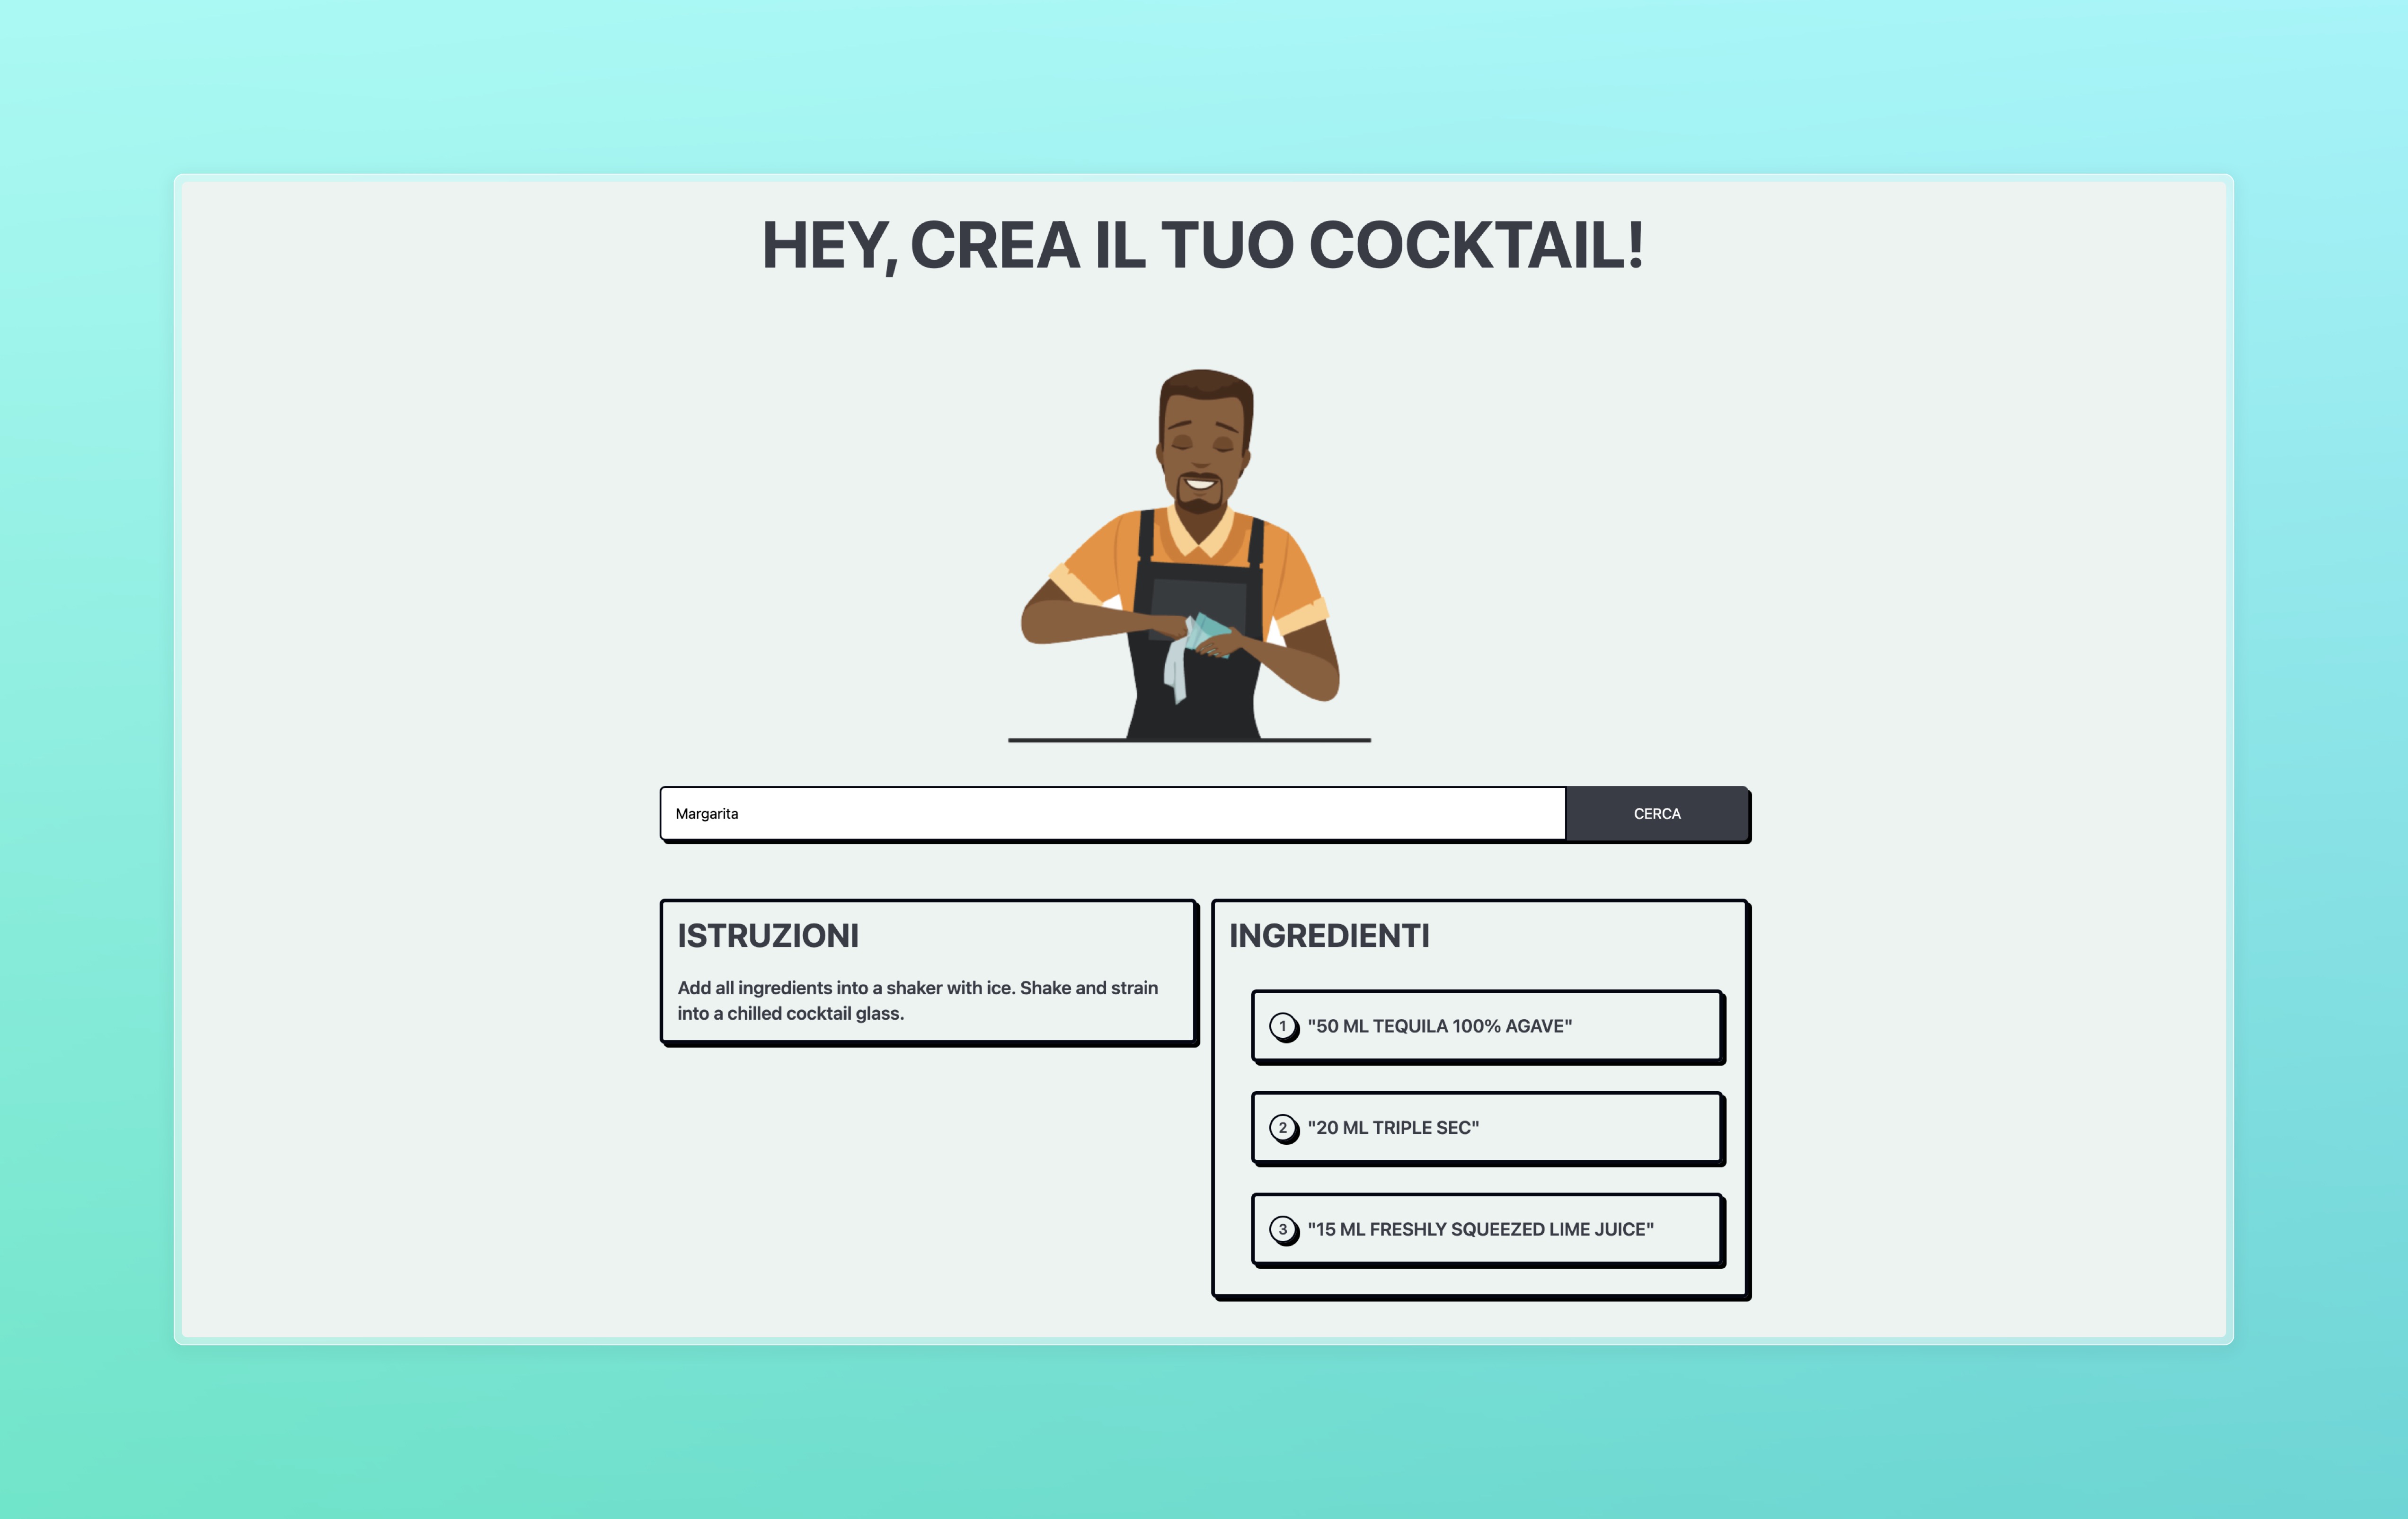 HEY, CREA IL TUO COCKTAIL!
Margarita
CERCA
ISTRUZIONI
Add all ingredients into a shaker with ice. Shake and strain
into a chilled cocktail glass.
INGREDIENTI
1 "50 ML TEQUILA 100% AGAVE"
2 "20 ML TRIPLE SEC"
3 "15 ML FRESHLY SQUEEZED LIME JUICE"